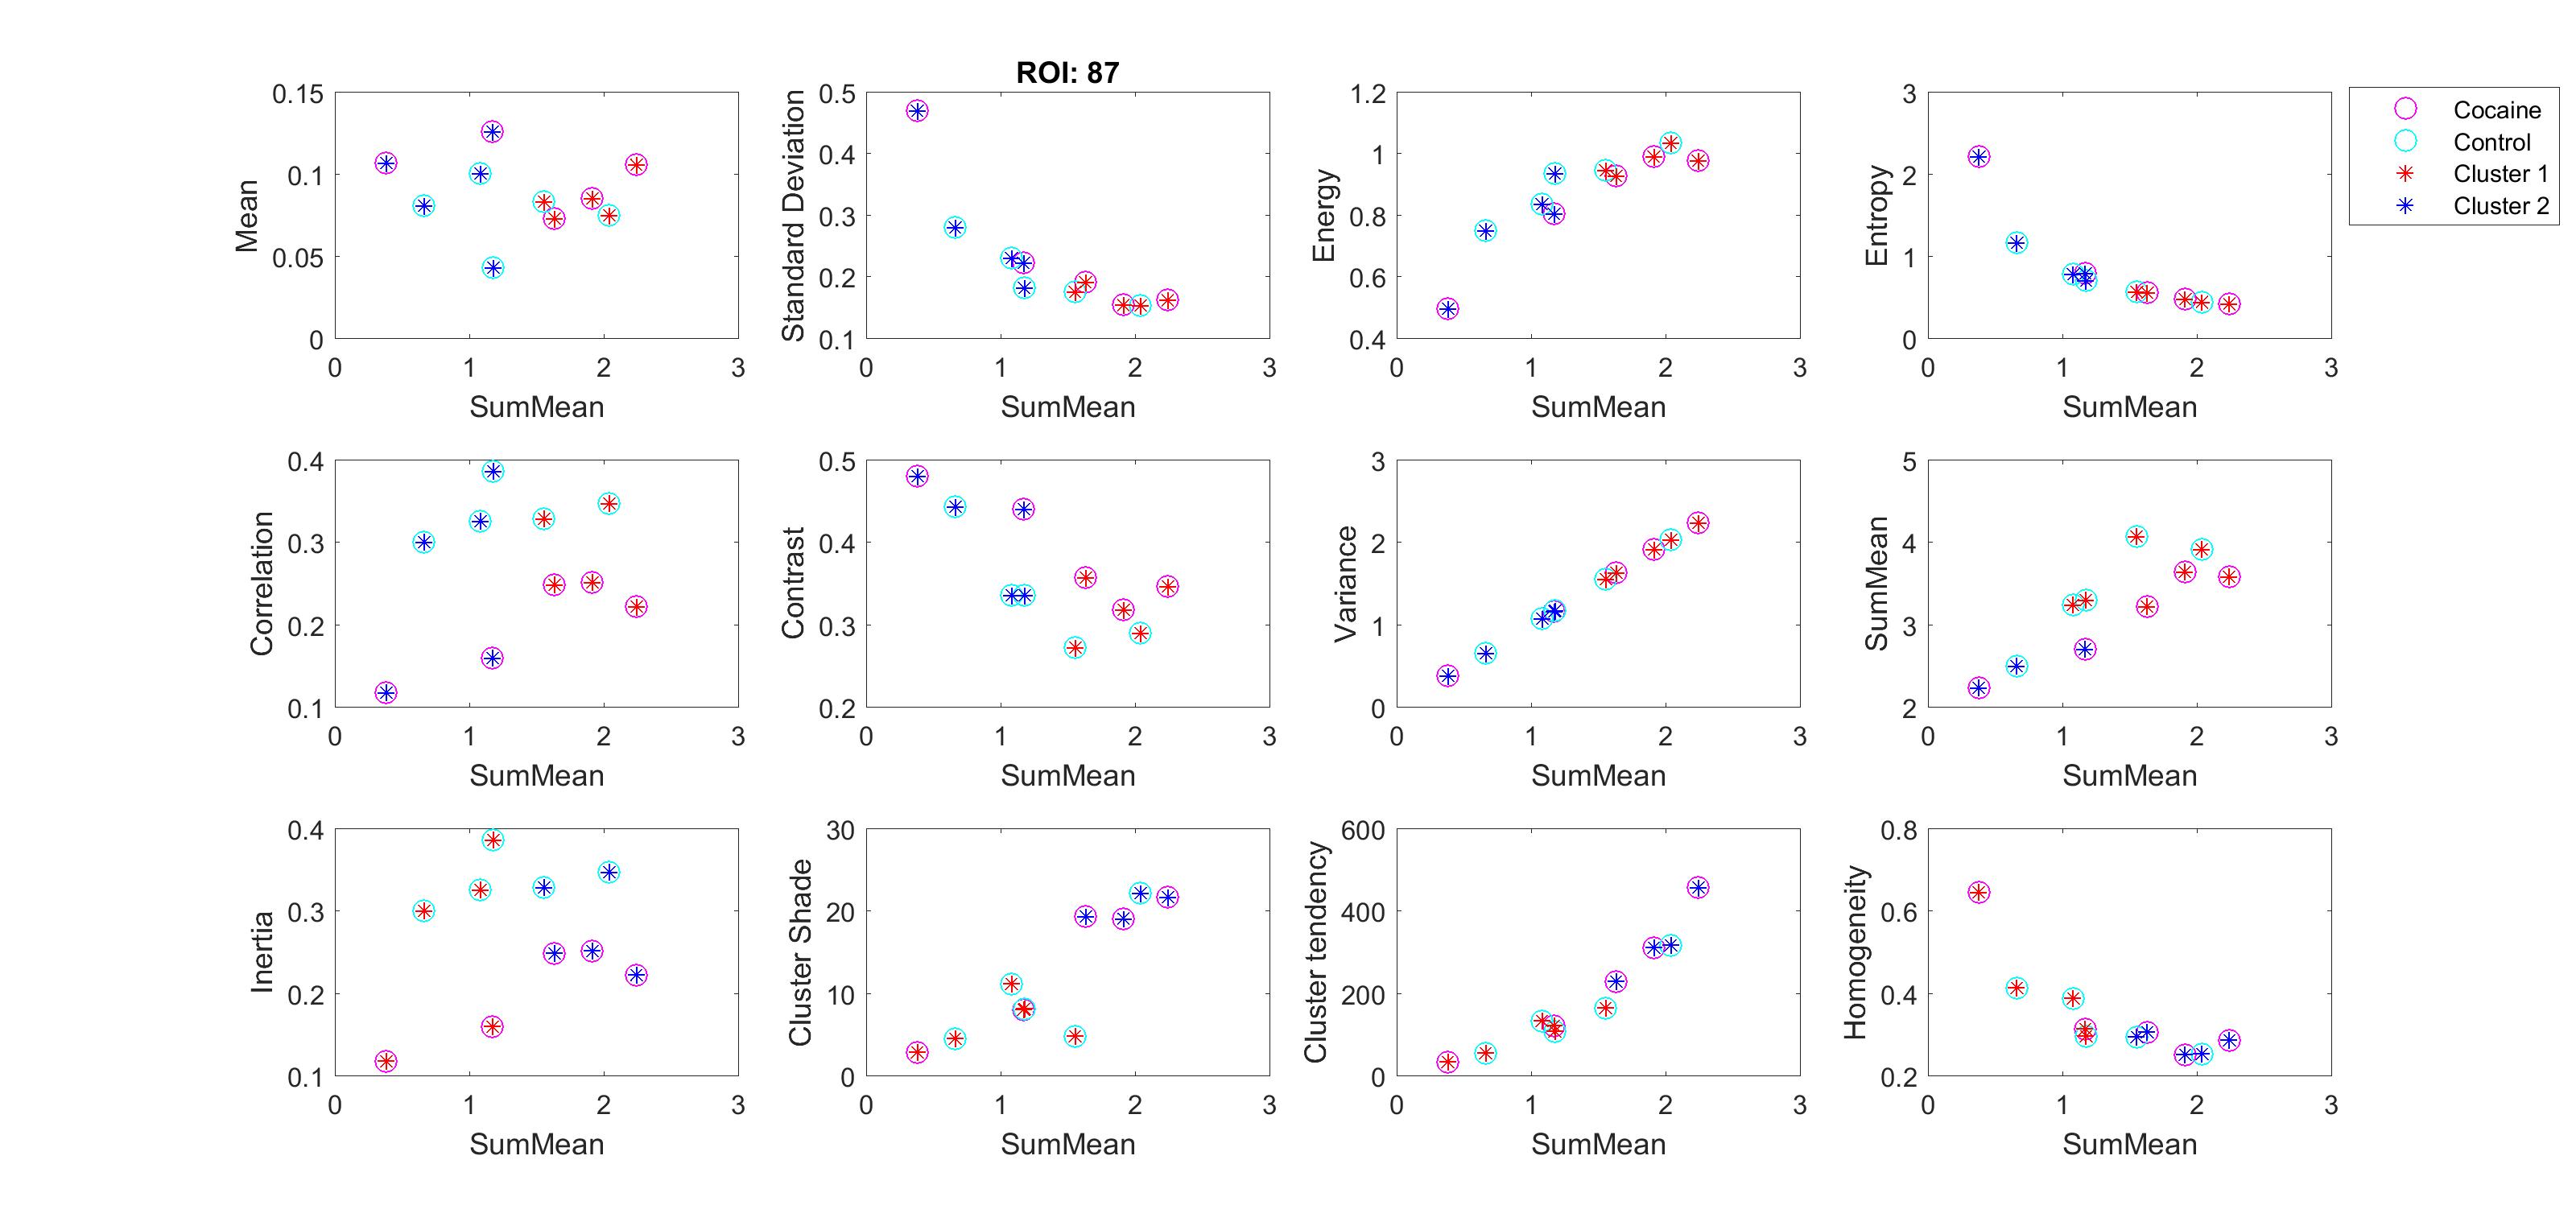 ROI: 87
0.15
0.1
0.05
0
Mean
0 1 2 3
SumMean
0.5
0.4
0.3
0.2
0.1
Standard Deviation
0 1 2 3
SumMean
1.2
1
0.8
0.6
0.4
Energy
0 1 2 3
SumMean
3
2
1
0
Entropy
0 1 2 3
SumMean
Cocaine
Control
Cluster 1
Cluster 2
0.4
0.3
0.2
0.1
Correlation
0 1 2 3
SumMean
0.5
0.4
0.3
0.2
Contrast
0 1 2 3
SumMean
3
2
1
0
Variance
0 1 2 3
SumMean
5
4
3
2
SumMean
0 1 2 3
SumMean
0.4
0.3
0.2
0.1
Inertia
0 1 2 3
SumMean
30
20
10
0
Cluster Shade
0 1 2 3
SumMean
600
400
200
0
Cluster tendency
0 1 2 3
SumMean
0.8
0.6
0.4
0.2
Homogeneity
0 1 2 3
SumMean